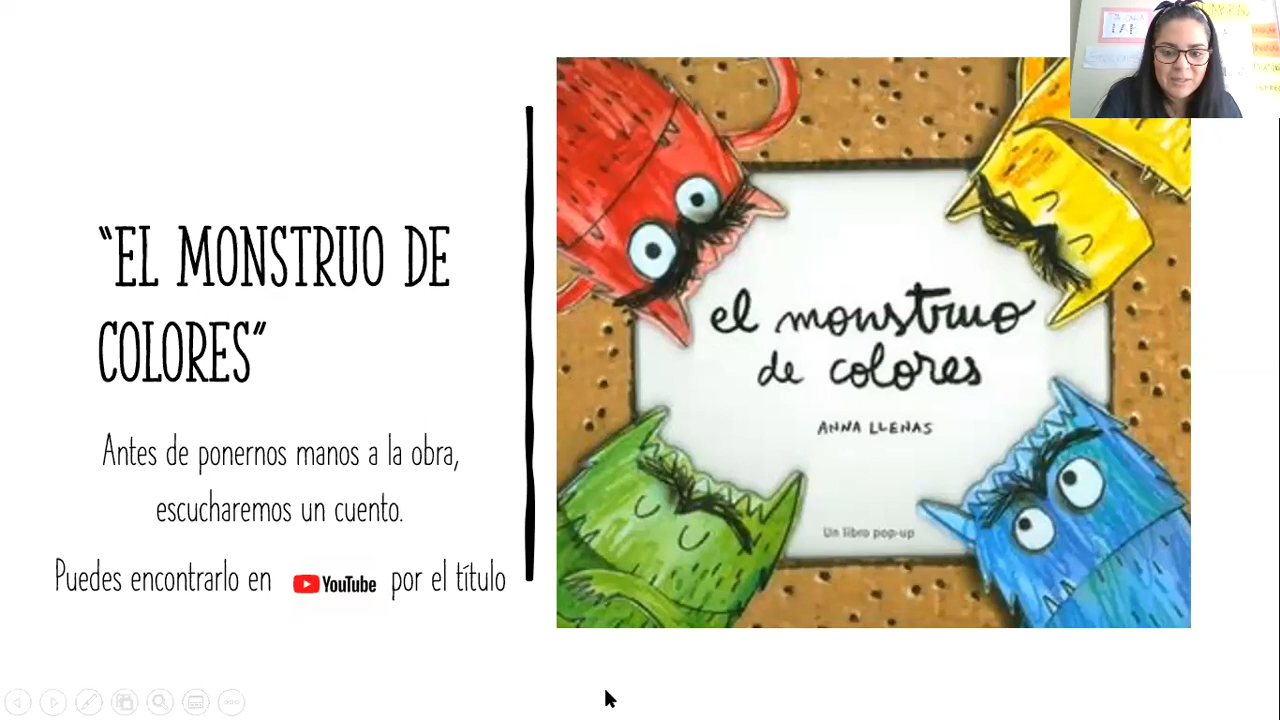 “EL MONSTRUO DE
COLORES”
Antes de ponernos manos a la obra,
escucharemos un cuento.
Puedes encontrarlo en YouTube por el título
el monstruo
de colores
ANNA LLENAS
Un libro pop-up
LAB